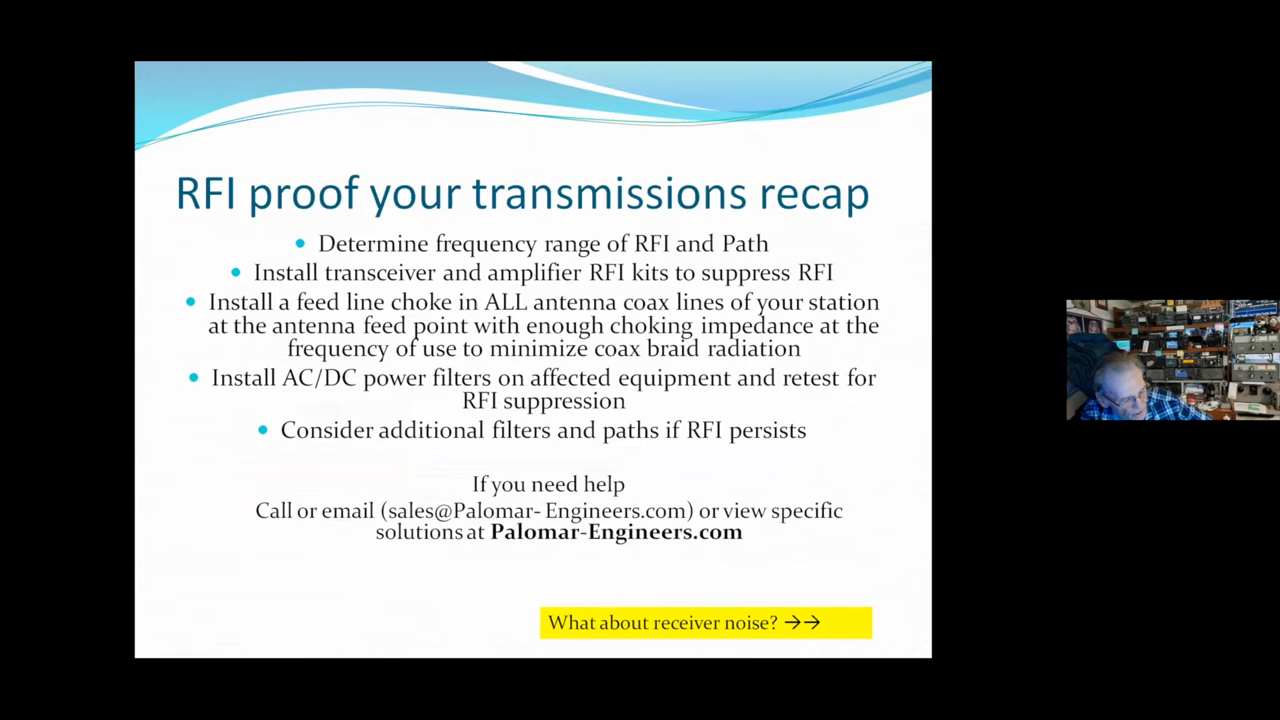 RFI proof your transmissions recap
• Determine frequency range of RFI and Path
• Install transceiver and amplifier RFI kits to suppress RFI
• Install a feed line choke in ALL antenna coax lines of your station
at the antenna feed point with enough choking impedance at the
frequency of use to minimize coax braid radiation
• Install AC/DC power filters on affected equipment and retest for
RFI suppression
• Consider additional filters and paths if RFI persists
If you need help
Call or email (sales@Palomar- Engineers.com) or view specific
solutions at Palomar-Engineers.com
What about receiver noise? →→